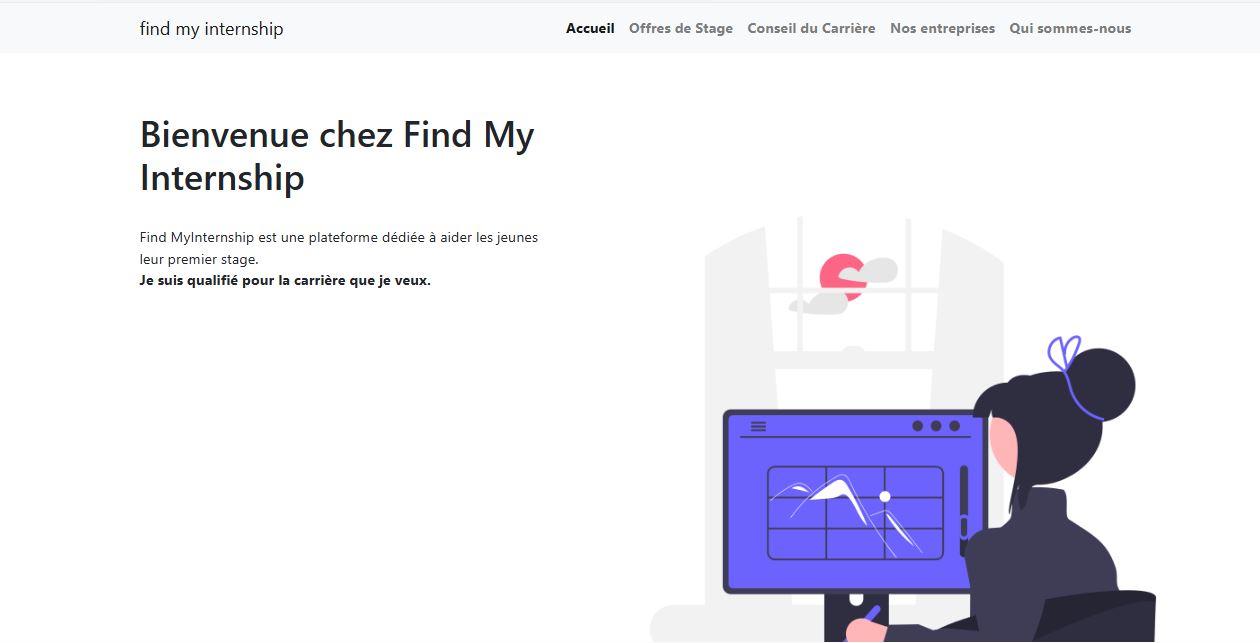 find my internship
Accueil Offres de Stage Conseil du Carrière Nos entreprises Qui sommes-nous
Bienvenue chez Find My
Internship
Find MyInternship est une plateforme dédiée à aider les jeunes
leur premier stage.
Je suis qualifié pour la carrière que je veux.